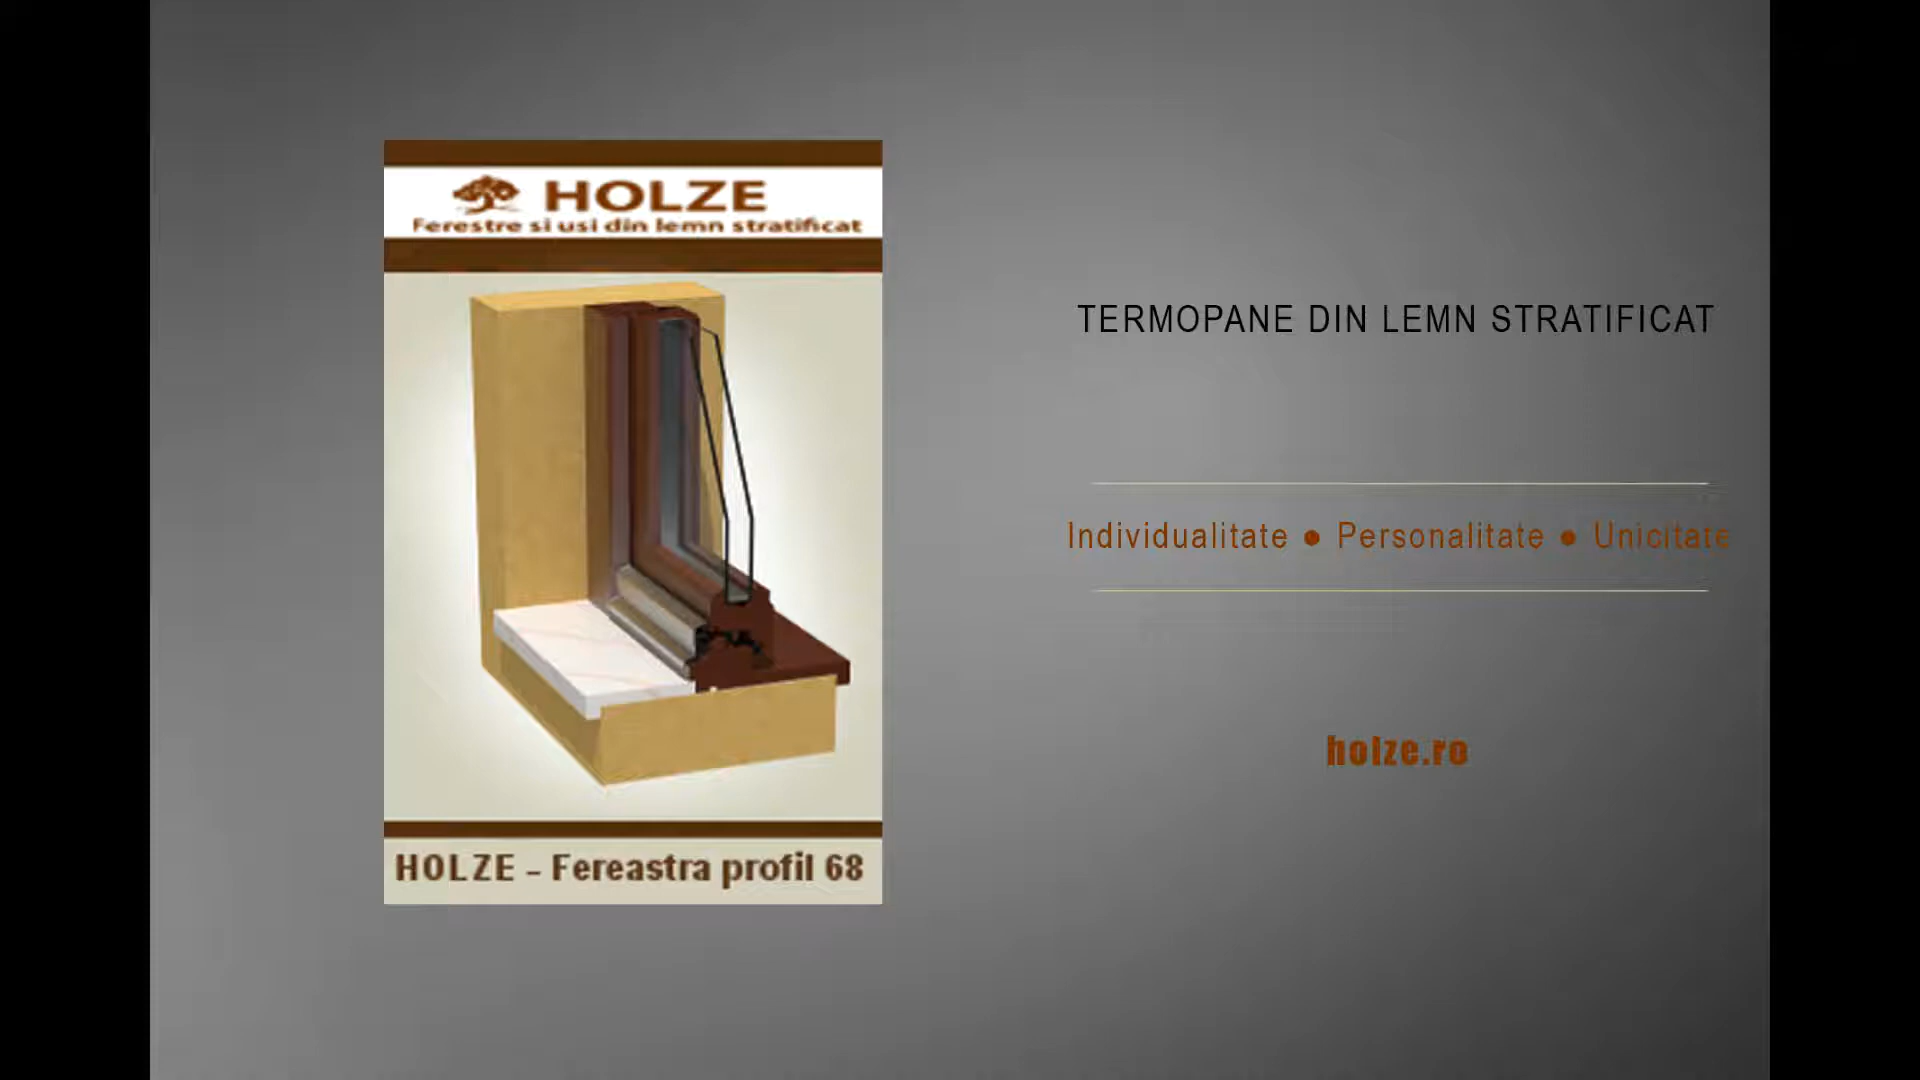 HOLZE
Ferestre si usi din lemn stratificat
HOLZE - Fereastra profil 68
TERMOPANE DIN LEMN STRATIFICAT
Individualitate ● Personalitate ● Unicitate
holze.ro